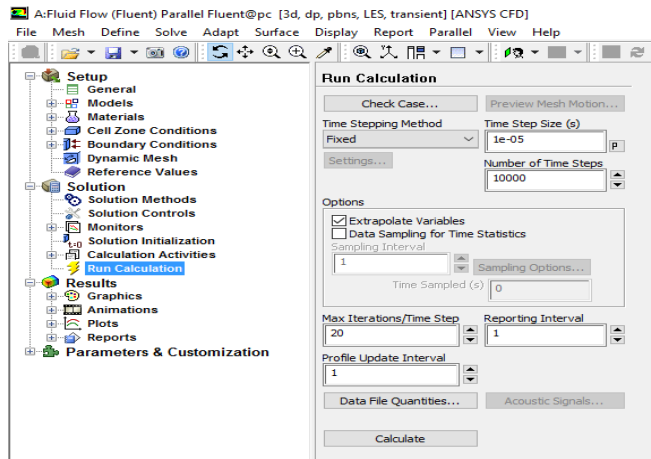 A:Fluid Flow (Fluent) Parallel Fluent@pc [3d, dp, pbns, LES, transient] [ANSYS CFD]
File Mesh Define Solve Adapt Surface Display Report Parallel View Help
Setup
General
Models
Materials
Cell Zone Conditions
Boundary Conditions
Dynamic Mesh
Reference Values
Solution
Solution Methods
Solution Controls
Monitors
t=0 Solution Initialization
Calculation Activities
Run Calculation
Results
Graphics
Animations
Plots
Reports
Parameters & Customization
Run Calculation
Check Case... Preview Mesh Motion...
Time Stepping Method Time Step Size (s)
Fixed 1e-05 P
Settings... Number of Time Steps
10000
Options
Extrapolate Variables
Data Sampling for Time Statistics
Sampling Interval
1 Sampling Options...
Time Sampled (s) 0
Max Iterations/Time Step Reporting Interval
20 1
Profile Update Interval
1
Data File Quantities... Acoustic Signals...
Calculate